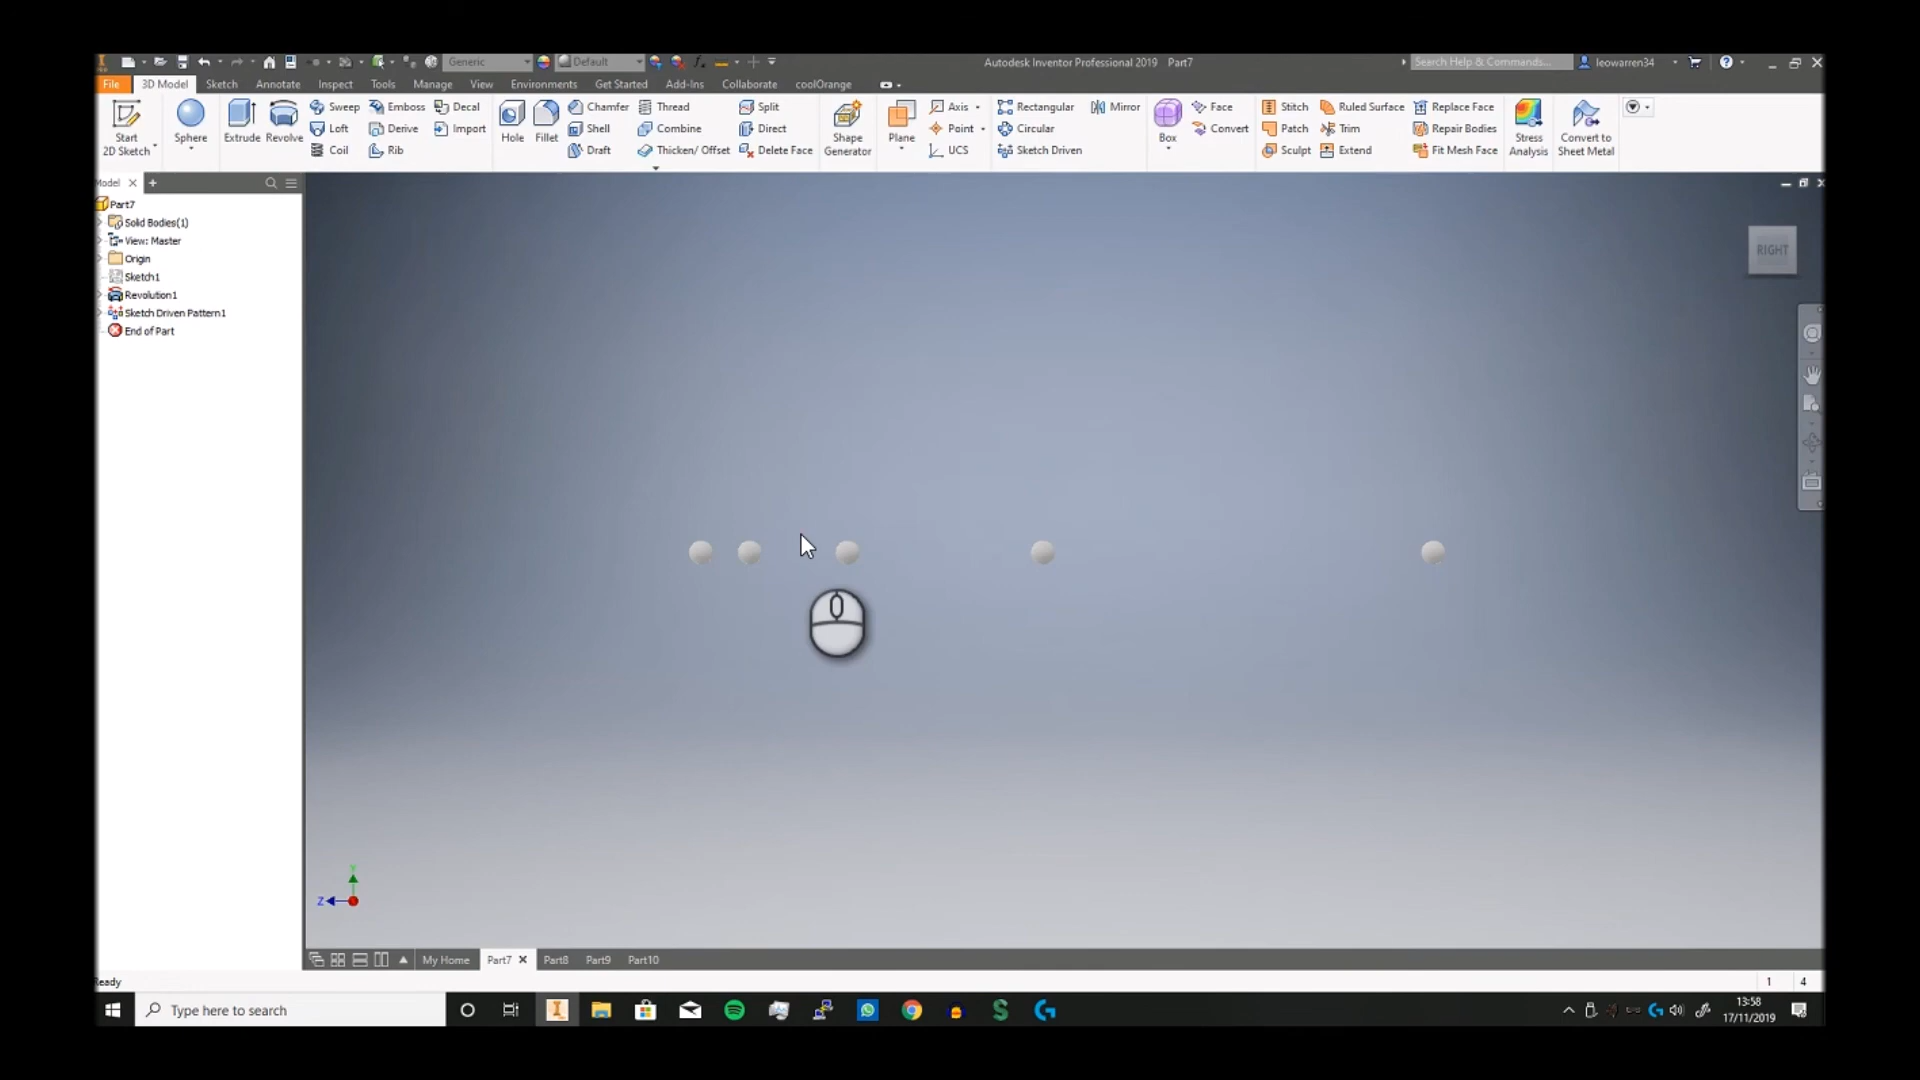 Generic Default Autodesk Inventor Professional 2019 Part7 Search Help & Commands... leowarren34
File 3D Model Sketch Annotate Inspect Tools Manage View Environments Get Started Add-Ins Collaborate coolOrange
Sweep Emboss Decal Chamfer Thread Split Axis Rectangular Mirror Face Stitch Ruled Surface Replace Face
Start Sphere Extrude Revolve Loft Derive Import Hole Fillet Shell Combine Direct Shape Plane Point Circular Box Convert Patch Trim Repair Bodies Stress Convert to
2D Sketch Coil Rib Draft Thicken/ Offset Delete Face Generator UCS Sketch Driven Sculpt Extend Fit Mesh Face Analysis Sheet Metal
Model
Part7
Solid Bodies(1)
View: Master
Origin
Sketch1
Revolution1
Sketch Driven Pattern1
End of Part
RIGHT
Y
Z
My Home Part7 Part8 Part9 Part10
Ready 1 4
Type here to search
13:58
17/11/2019